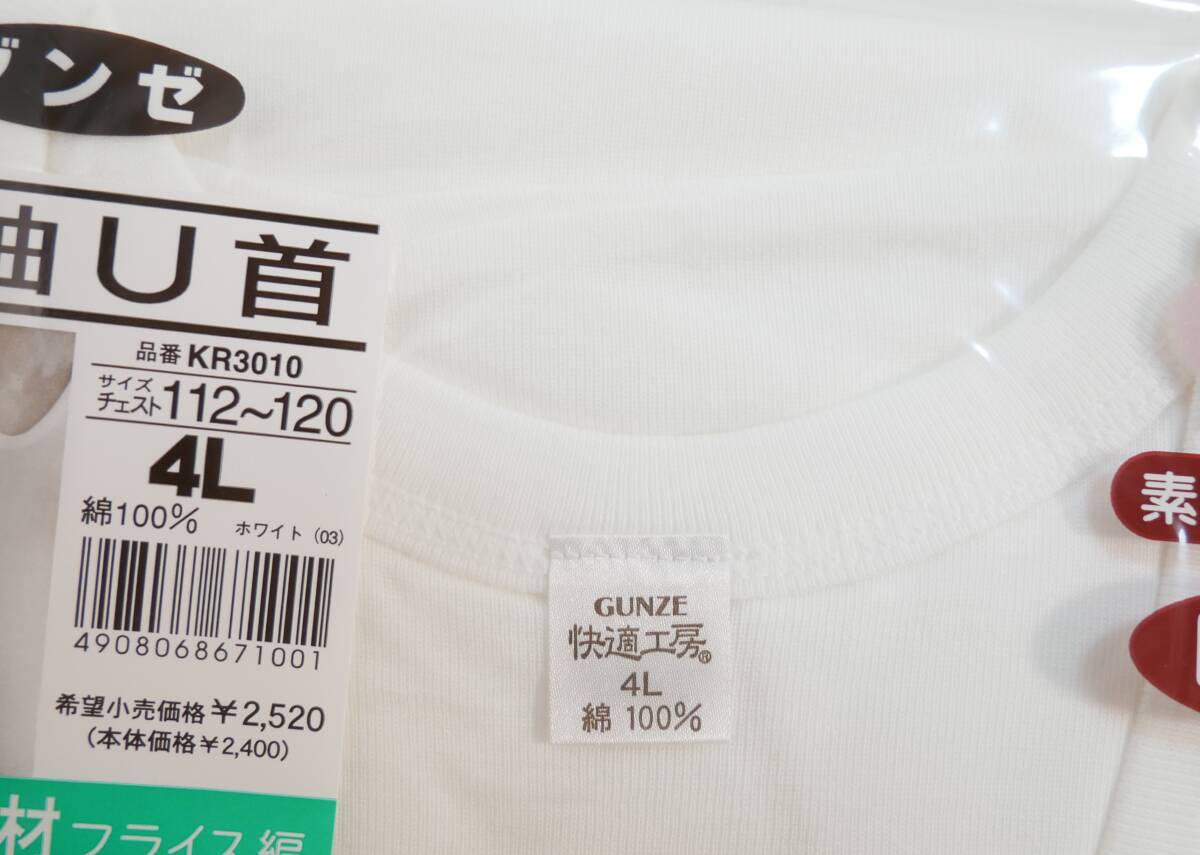 グンゼ
袖U首
品番 KR3010
サイズ
チェスト 112～120
4L
綿100%
ホワイト (03)
4908068671001
希望小売価格 ¥2,520
(本体価格¥2,400)
材 フライス編
GUNZE
快適工房®
4L
綿 100%
素